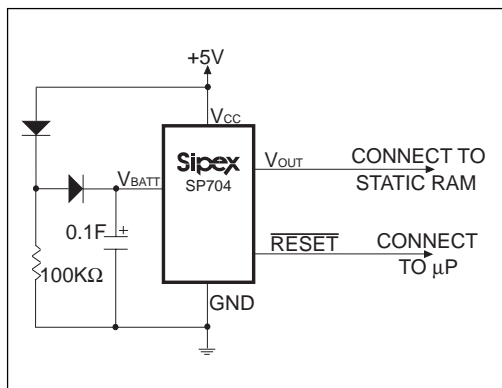 +5V
VCC
Sipex
SP704
VBATT
VOUT
CONNECT TO
STATIC RAM
0.1F
+
100KΩ
RESET
CONNECT
TO µP
GND